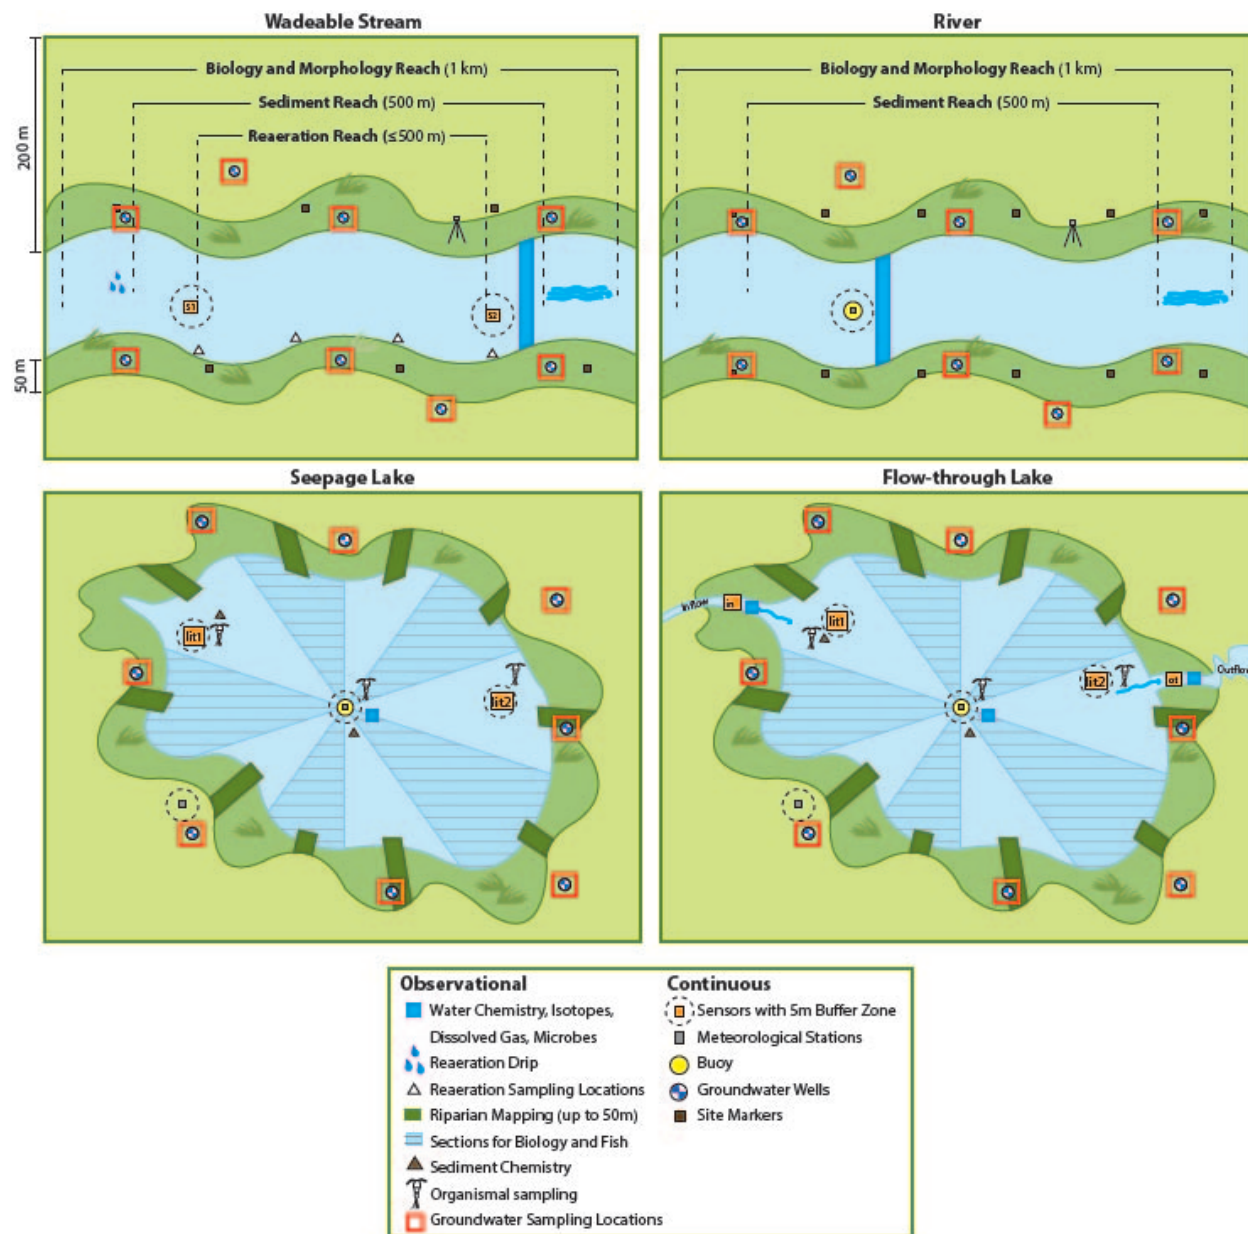 Wadeable Stream
River
Biology and Morphology Reach (1 km)
Sediment Reach (500 m)
Reaeration Reach (≤500 m)
Biology and Morphology Reach (1 km)
Sediment Reach (500 m)
200 m
50 m
S1
S2
Seepage Lake
Flow-through Lake
lit1
lit2
Inflow
in
lit1
lit2
ot
Outflow
Observational
Water Chemistry, Isotopes,
Dissolved Gas, Microbes
Reaeration Drip
Reaeration Sampling Locations
Riparian Mapping (up to 50m)
Sections for Biology and Fish
Sediment Chemistry
Organismal sampling
Groundwater Sampling Locations
Continuous
Sensors with 5m Buffer Zone
Meteorological Stations
Buoy
Groundwater Wells
Site Markers